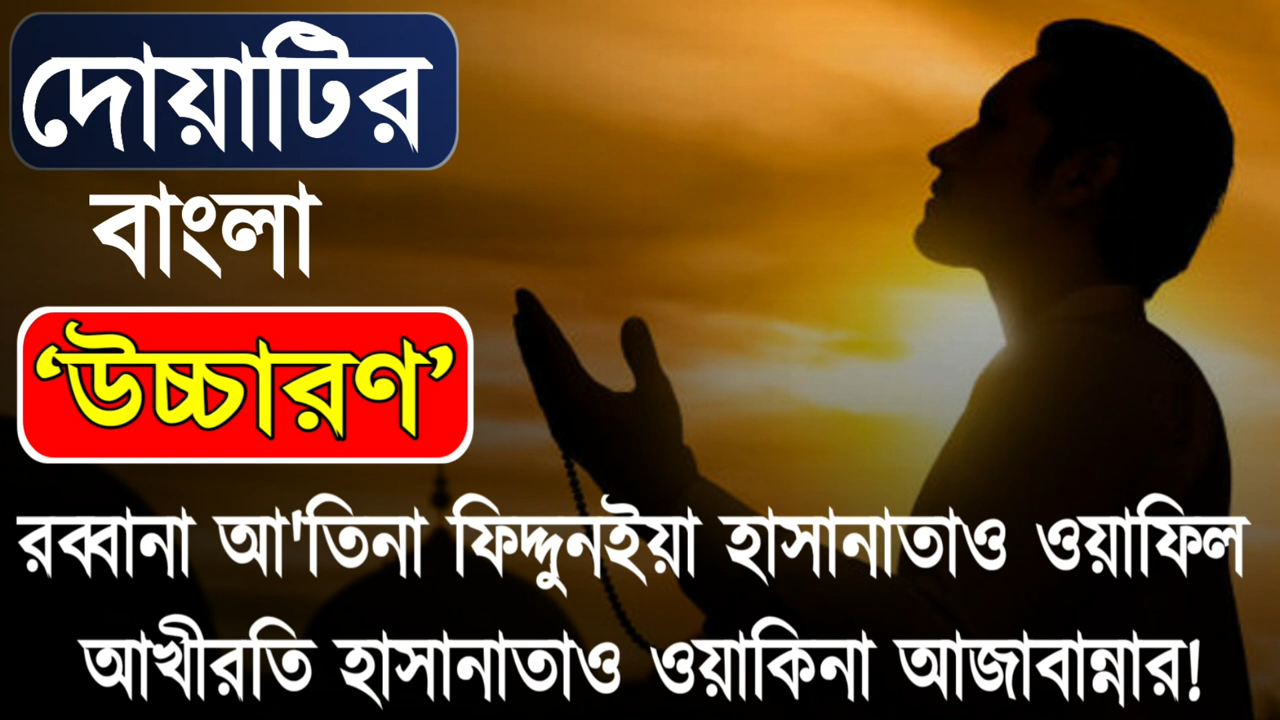 দোয়াটির
বাংলা
‘উচ্চারণ’
রব্বানা আ'তিনা ফিদ্দুনইয়া হাসানাতাও ওয়াফিল
আখীরতি হাসানাতাও ওয়াকিনা আজাবান্নার!